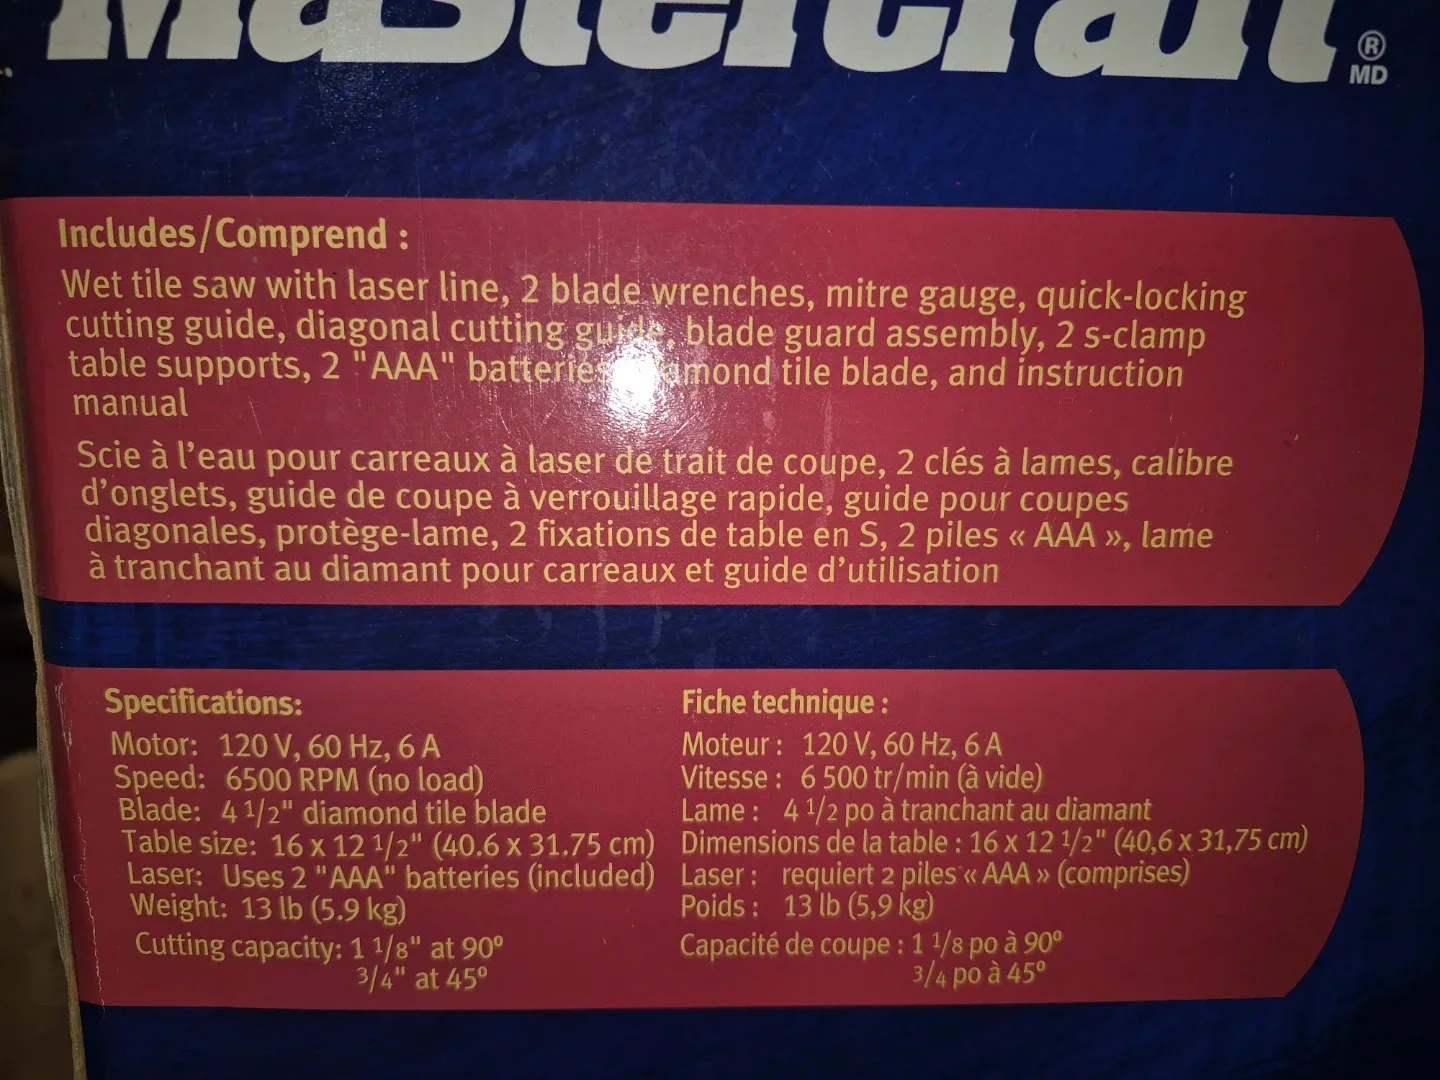 Mastercraft ® MD
Includes/Comprend :
Wet tile saw with laser line, 2 blade wrenches, mitre gauge, quick-locking
cutting guide, diagonal cutting guide, blade guard assembly, 2 s-clamp
table supports, 2 "AAA" batteries, diamond tile blade, and instruction
manual
Scie à l'eau pour carreaux à laser de trait de coupe, 2 clés à lames, calibre
d'onglets, guide de coupe à verrouillage rapide, guide pour coupes
diagonales, protège-lame, 2 fixations de table en S, 2 piles « AAA », lame
à tranchant au diamant pour carreaux et guide d'utilisation
Specifications:
Motor: 120 V, 60 Hz, 6 A
Speed: 6500 RPM (no load)
Blade: 4 1/2" diamond tile blade
Table size: 16 x 12 1/2" (40.6 x 31.75 cm)
Laser: Uses 2 "AAA" batteries (included)
Weight: 13 lb (5.9 kg)
Cutting capacity: 1 1/8" at 90º
3/4" at 45º
Fiche technique :
Moteur : 120 V, 60 Hz, 6 A
Vitesse : 6 500 tr/min (à vide)
Lame : 4 1/2 po à tranchant au diamant
Dimensions de la table : 16 x 12 1/2" (40,6 x 31,75 cm)
Laser : requiert 2 piles « AAA » (comprises)
Poids : 13 lb (5,9 kg)
Capacité de coupe : 1 1/8 po à 90º
3/4 po à 45º